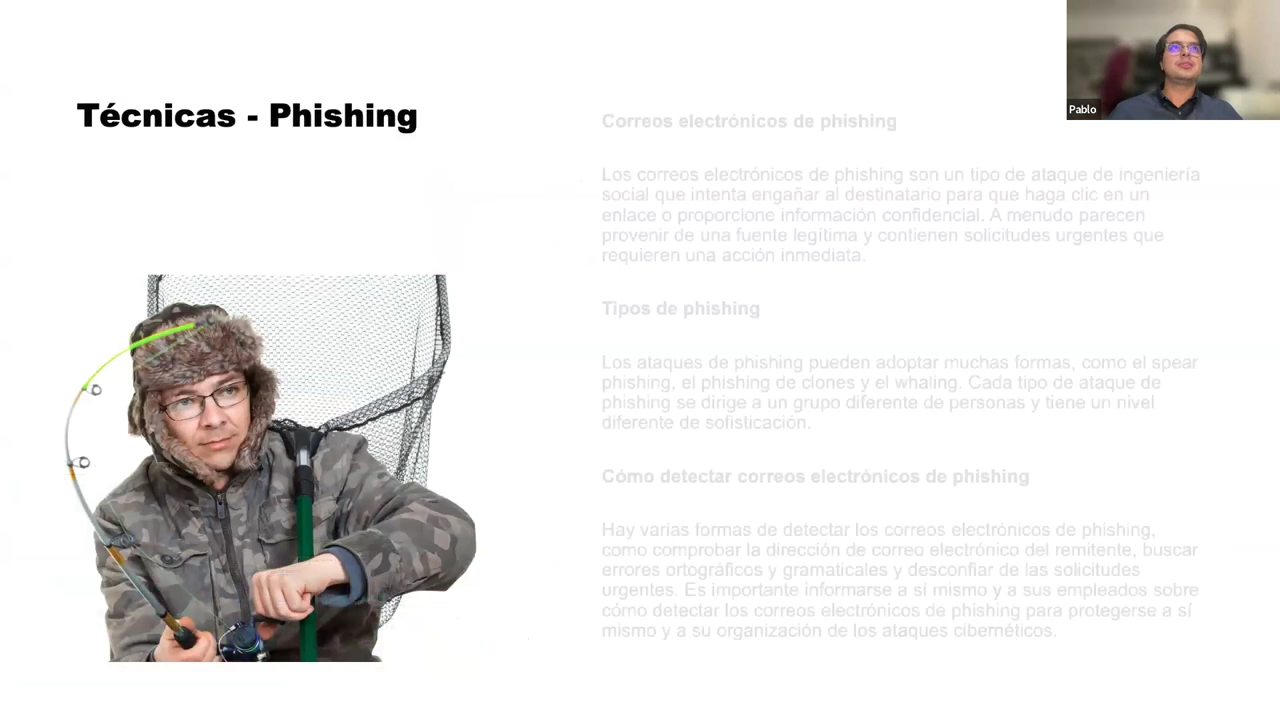 Técnicas - Phishing
Pablo
Correos electrónicos de phishing
Los correos electrónicos de phishing son un tipo de ataque de ingeniería
social que intenta engañar al destinatario para que haga clic en un
enlace o proporcione información confidencial. A menudo parecen
provenir de una fuente legítima y contienen solicitudes urgentes que
requieren una acción inmediata.
Tipos de phishing
Los ataques de phishing pueden adoptar muchas formas, como el spear
phishing, el phishing de clones y el whaling. Cada tipo de ataque de
phishing se dirige a un grupo diferente de personas y tiene un nivel
diferente de sofisticación.
Cómo detectar correos electrónicos de phishing
Hay varias formas de detectar los correos electrónicos de phishing,
como comprobar la dirección de correo electrónico del remitente, buscar
errores ortográficos y gramaticales y desconfiar de las solicitudes
urgentes. Es importante informarse a sí mismo y a sus empleados sobre
cómo detectar los correos electrónicos de phishing para protegerse a sí
mismo y a su organización de los ataques cibernéticos.